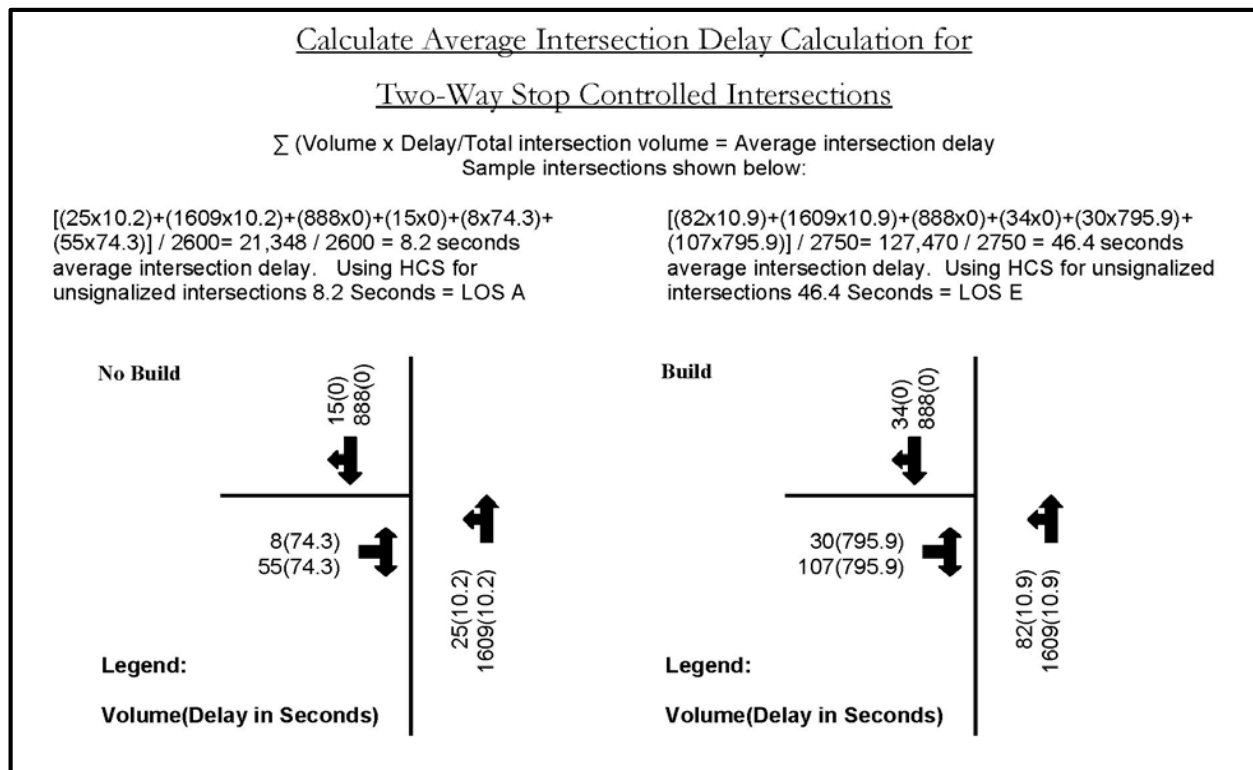 Calculate Average Intersection Delay Calculation for
Two-Way Stop Controlled Intersections
∑ (Volume x Delay/Total intersection volume = Average intersection delay
Sample intersections shown below:
[(25x10.2)+(1609x10.2)+(888x0)+(15x0)+(8x74.3)+
(55x74.3)] / 2600= 21,348 / 2600 = 8.2 seconds
average intersection delay.   Using HCS for
unsignalized intersections 8.2 Seconds = LOS A
[(82x10.9)+(1609x10.9)+(888x0)+(34x0)+(30x795.9)+
(107x795.9)] / 2750= 127,470 / 2750 = 46.4 seconds
average intersection delay.  Using HCS for unsignalized
intersections 46.4 Seconds = LOS E
No Build
15(0)
888(0)
8(74.3)
55(74.3)
25(10.2)
1609(10.2)
Legend:
Volume(Delay in Seconds)
Build
34(0)
888(0)
30(795.9)
107(795.9)
82(10.9)
1609(10.9)
Legend:
Volume(Delay in Seconds)